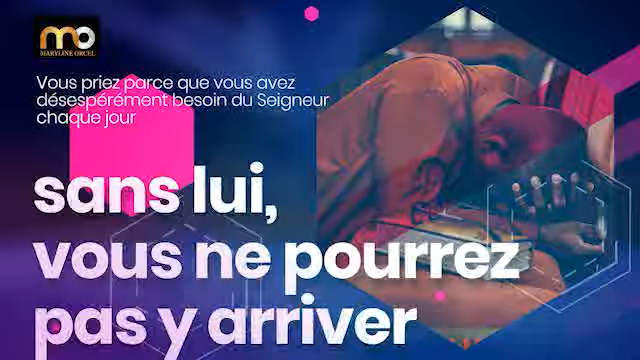 mo
MARYLINE ORCEL
Vous priez parce que vous avez
désespérément besoin du Seigneur
chaque jour
sans lui,
vous ne pourrez
pas y arriver